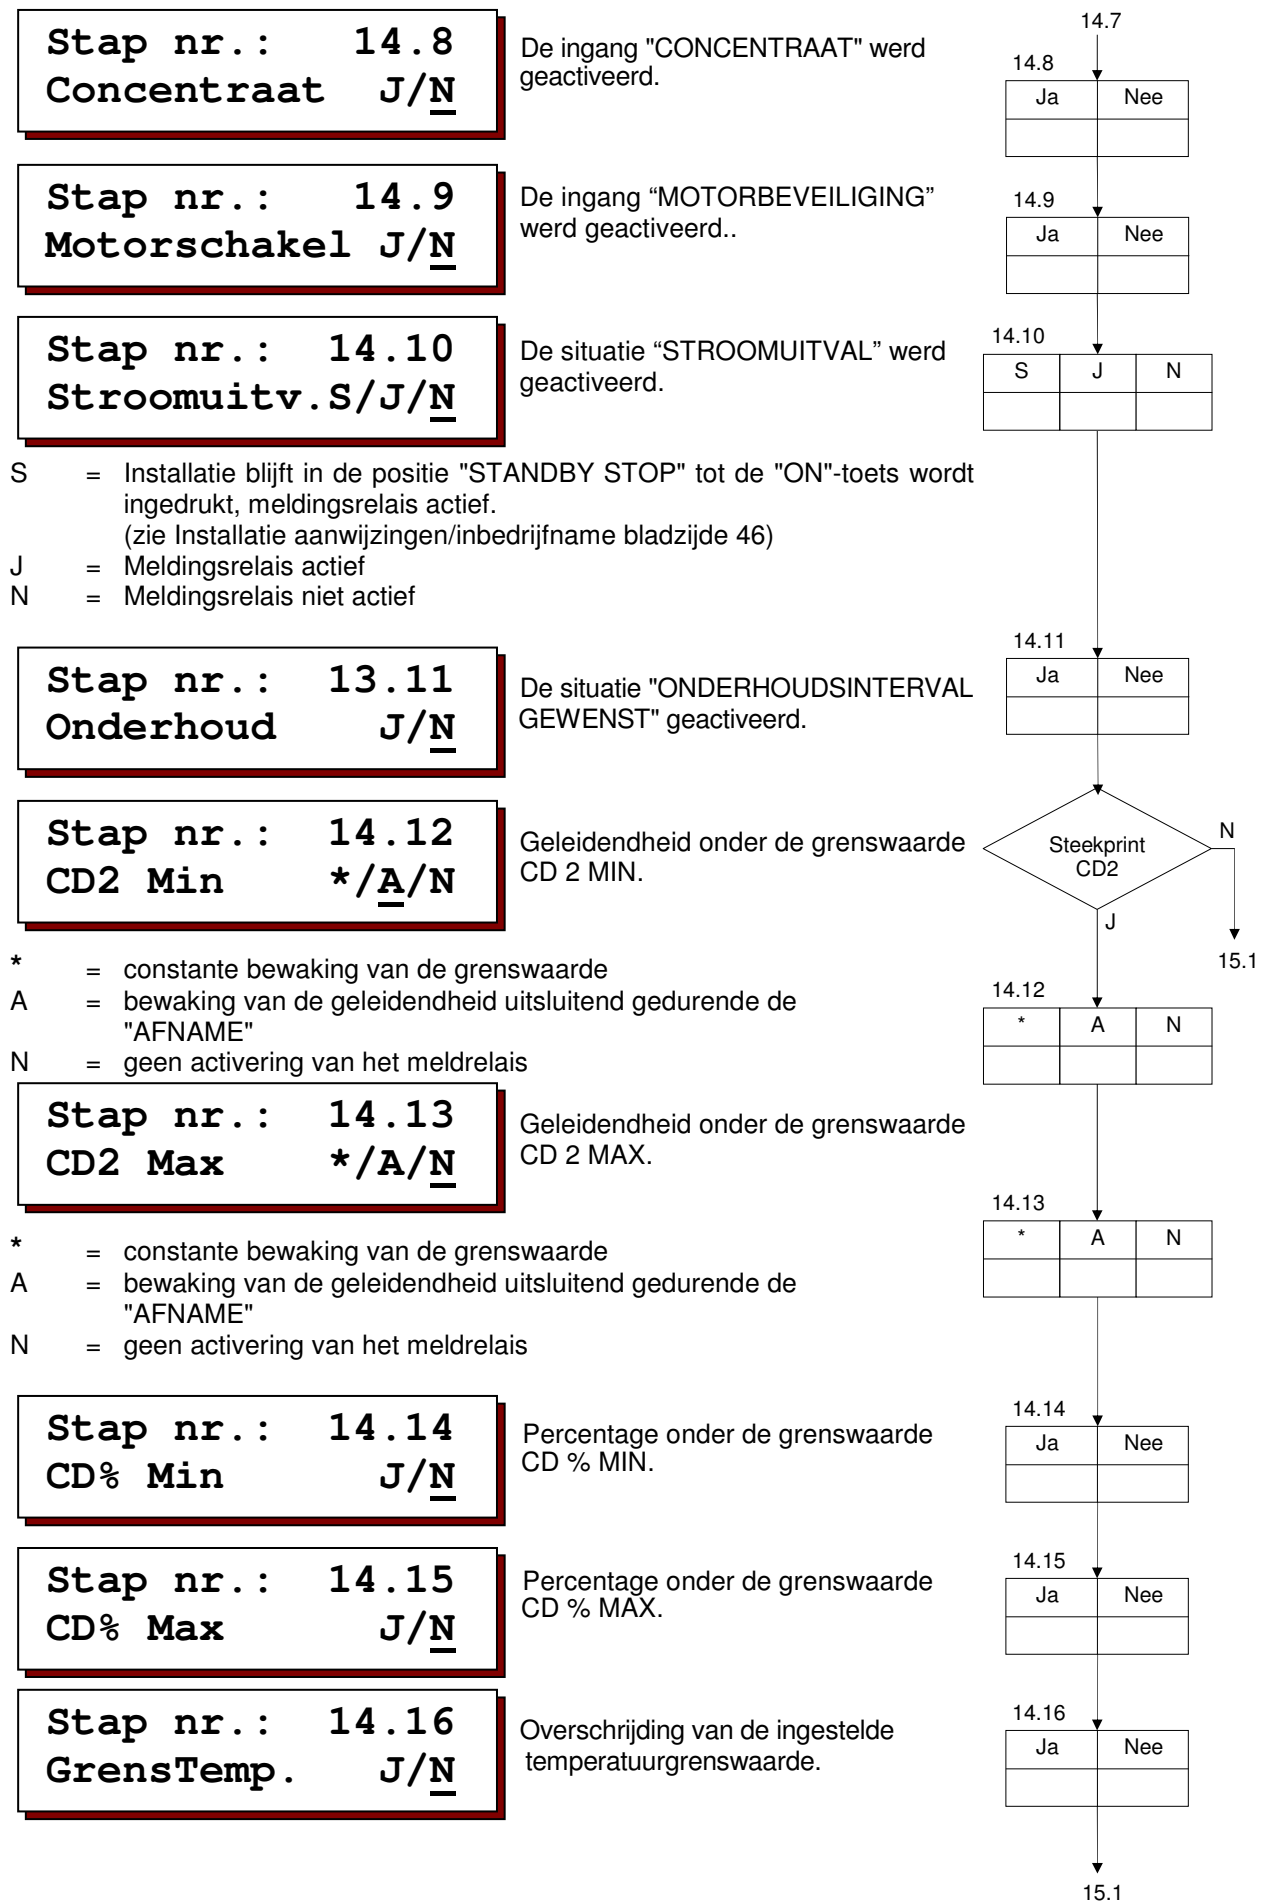 Stap nr.: 14.8
Concentraat J/N
De ingang "CONCENTRAAT" werd
geactiveerd.
14.7
14.8
Ja Nee
Stap nr.: 14.9
Motorschakel J/N
De ingang “MOTORBEVEILIGING”
werd geactiveerd..
14.9
Ja Nee
Stap nr.: 14.10
Stroomuitv.S/J/N
De situatie “STROOMUITVAL” werd
geactiveerd.
14.10
S J N
S = Installatie blijft in de positie "STANDBY STOP" tot de "ON"-toets wordt
ingedrukt, meldingsrelais actief.
(zie Installatie aanwijzingen/inbedrijfname bladzijde 46)
J = Meldingsrelais actief
N = Meldingsrelais niet actief
Stap nr.: 13.11
Onderhoud J/N
De situatie "ONDERHOUDSINTERVAL
GEWENST" geactiveerd.
14.11
Ja Nee
Stap nr.: 14.12
CD2 Min */A/N
Geleidendheid onder de grenswaarde
CD 2 MIN.
Steekprint
CD2
N
J
15.1
* = constante bewaking van de grenswaarde
A = bewaking van de geleidendheid uitsluitend gedurende de
"AFNAME"
N = geen activering van het meldrelais
14.12
* A N
Stap nr.: 14.13
CD2 Max */A/N
Geleidendheid onder de grenswaarde
CD 2 MAX.
14.13
* A N
* = constante bewaking van de grenswaarde
A = bewaking van de geleidendheid uitsluitend gedurende de
"AFNAME"
N = geen activering van het meldrelais
Stap nr.: 14.14
CD% Min J/N
Percentage onder de grenswaarde
CD % MIN.
14.14
Ja Nee
Stap nr.: 14.15
CD% Max J/N
Percentage onder de grenswaarde
CD % MAX.
14.15
Ja Nee
Stap nr.: 14.16
GrensTemp. J/N
Overschrijding van de ingestelde
temperatuurgrenswaarde.
14.16
Ja Nee
15.1